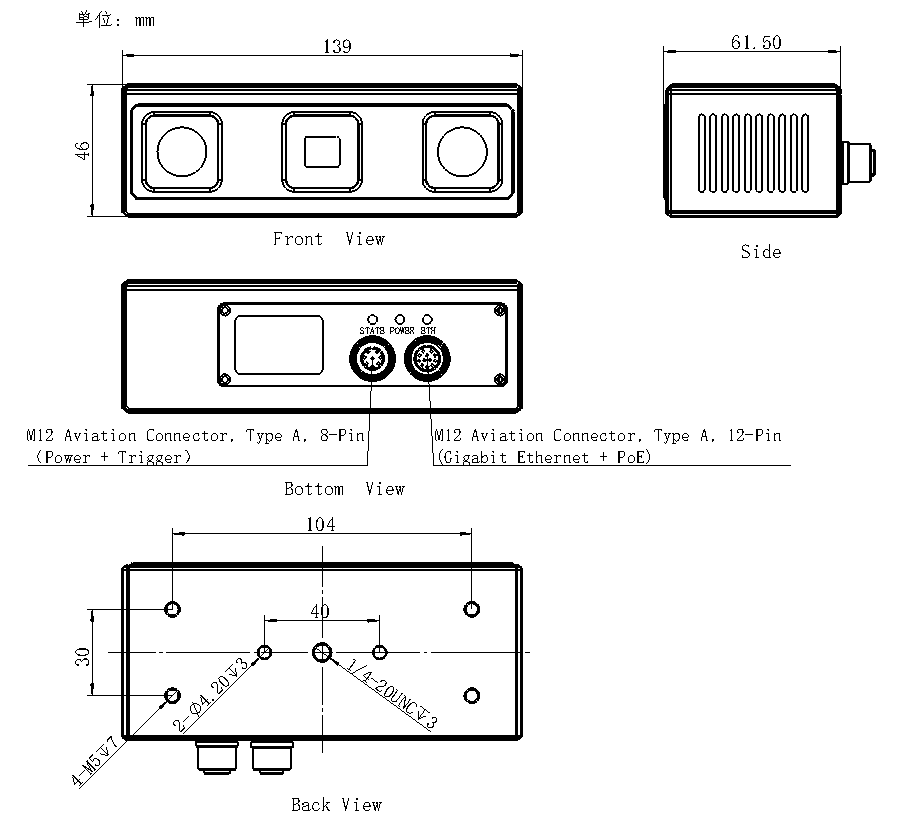 单位: mm
139
61.50
46
Front View
Side
STATE POWER ETH
M12 Aviation Connector, Type A, 8-Pin
(Power + Trigger)
M12 Aviation Connector, Type A, 12-Pin
(Gigabit Ethernet + PoE)
Bottom View
104
40
30
2-Φ4.20↧3
1/4-20UNC↧3
4-M5↧7
Back View